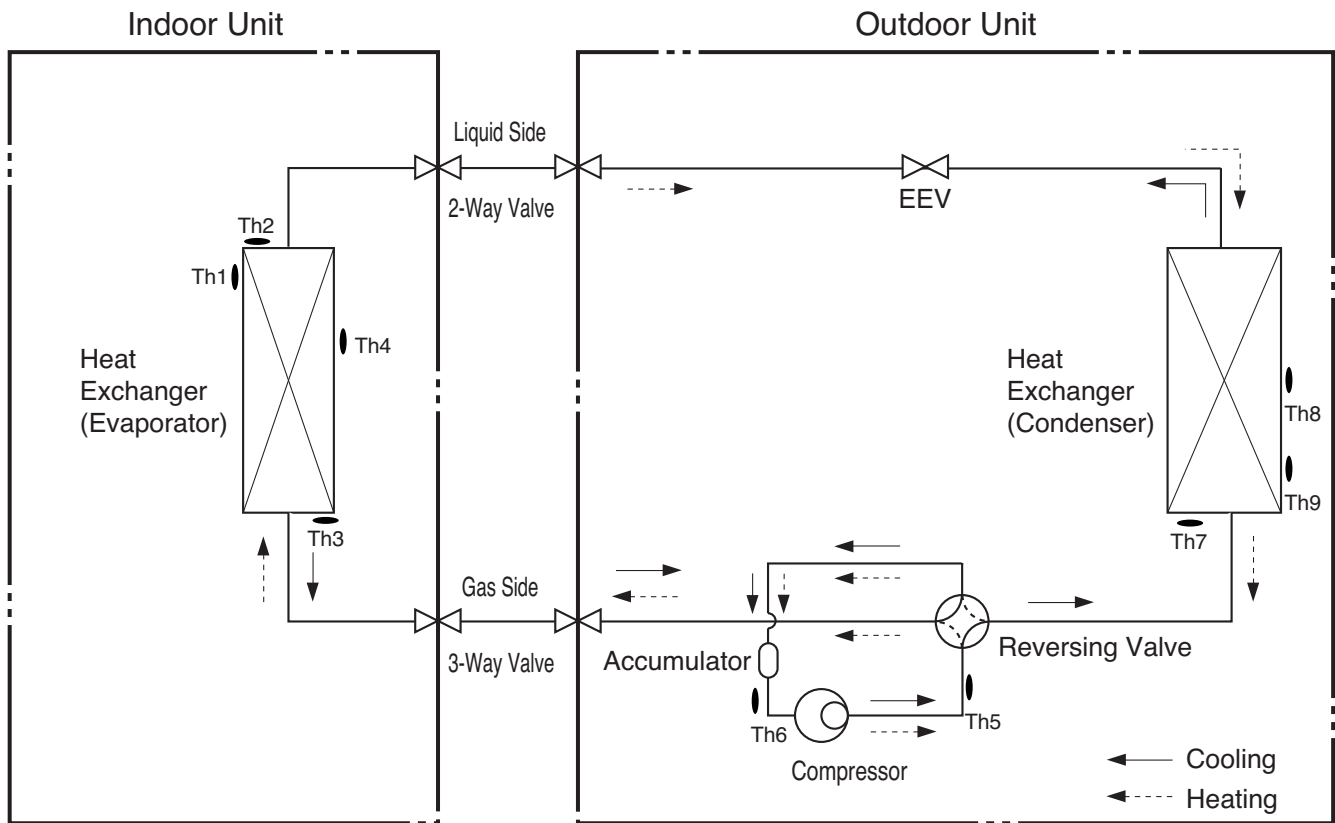 Indoor Unit
Outdoor Unit
Liquid Side
2-Way Valve
EEV
Th2
Th1
Th4
Heat
Exchanger
(Evaporator)
Th3
Heat
Exchanger
(Condenser)
Th8
Th9
Th7
Gas Side
3-Way Valve
Accumulator
Reversing Valve
Th6
Th5
Compressor
Cooling
Heating